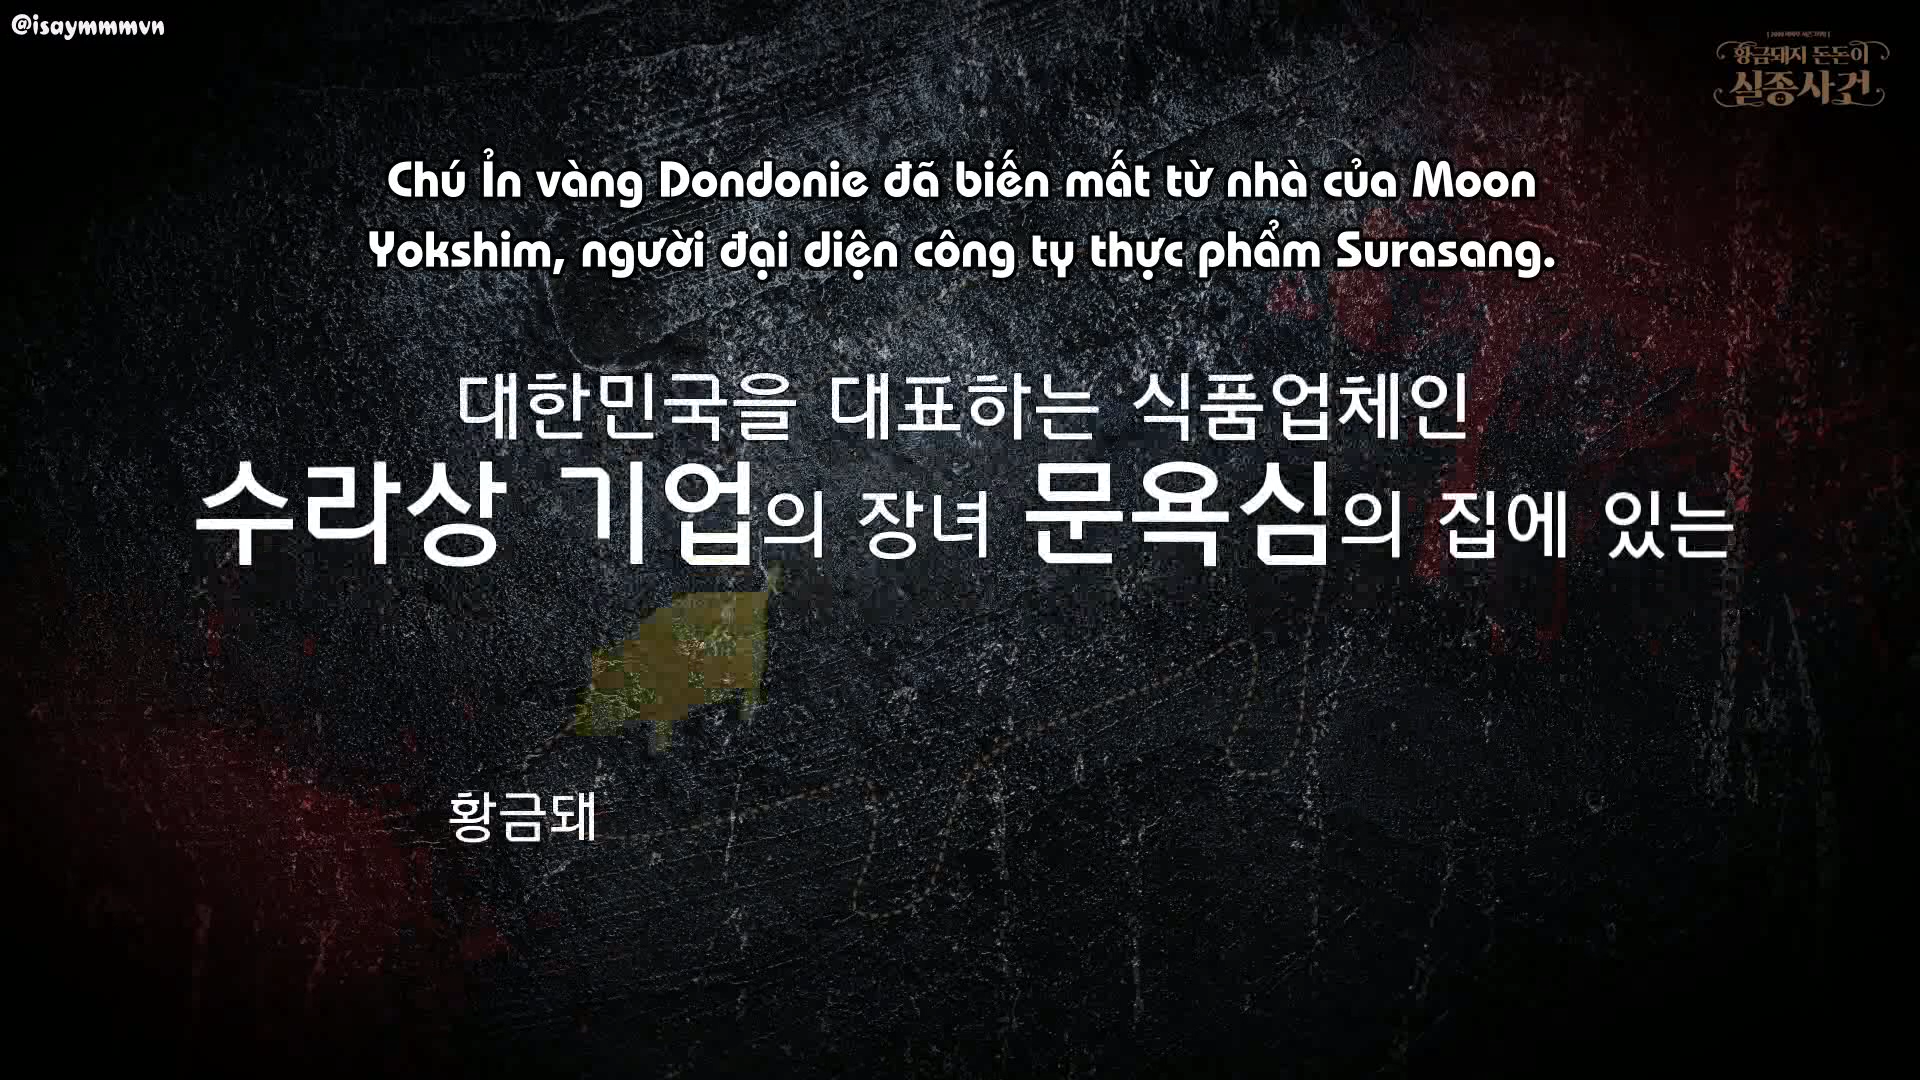 @isaymmmvn
황금돼지 돈돈이
실종사건
Chú Ỉn vàng Dondonie đã biến mất từ nhà của Moon
Yokshim, người đại diện công ty thực phẩm Surasang.
대한민국을 대표하는 식품업체인
수라상 기업의 장녀 문욕심의 집에 있는
황금돼